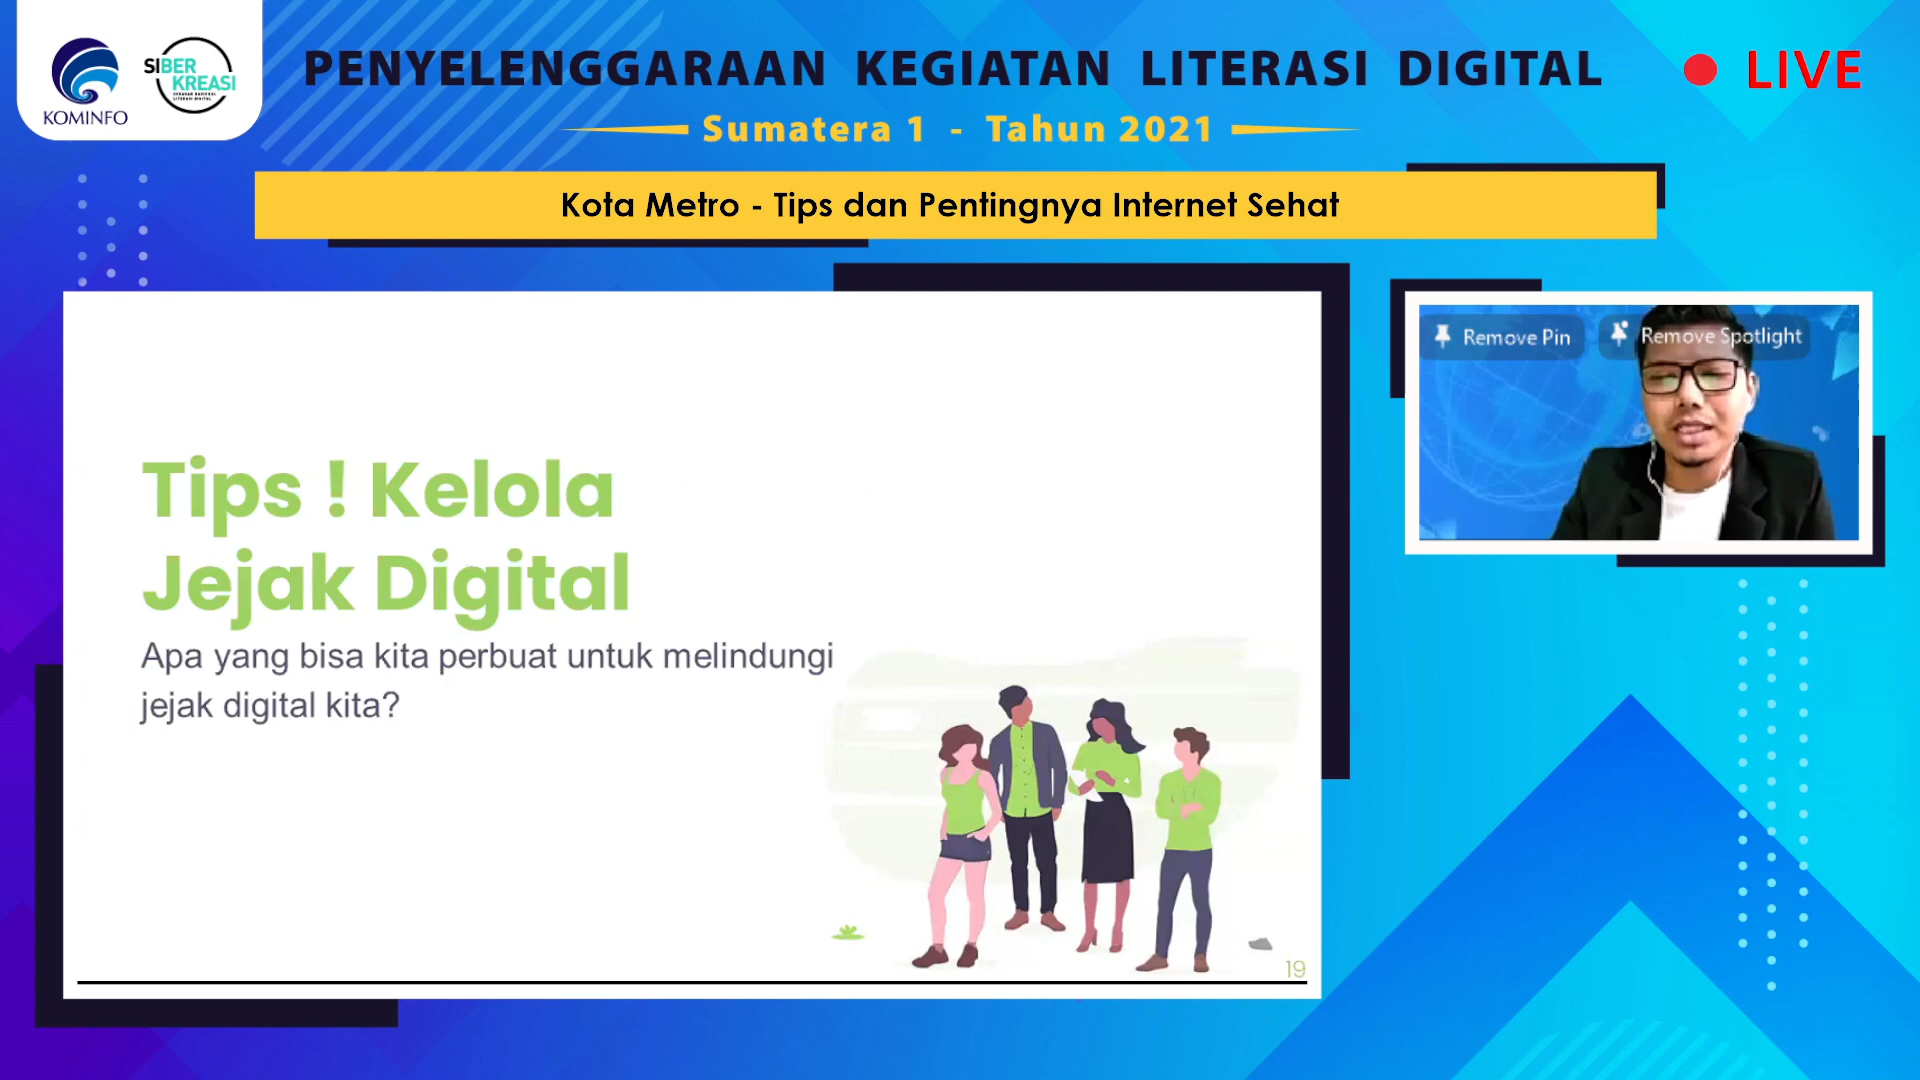 KOMINFO
SIBER
KREASI
PENYELENGGARAAN KEGIATAN LITERASI DIGITAL
LIVE
Sumatera 1 - Tahun 2021
Kota Metro - Tips dan Pentingnya Internet Sehat
Remove Pin
Remove Spotlight
Tips ! Kelola
Jejak Digital
Apa yang bisa kita perbuat untuk melindungi
jejak digital kita?
19